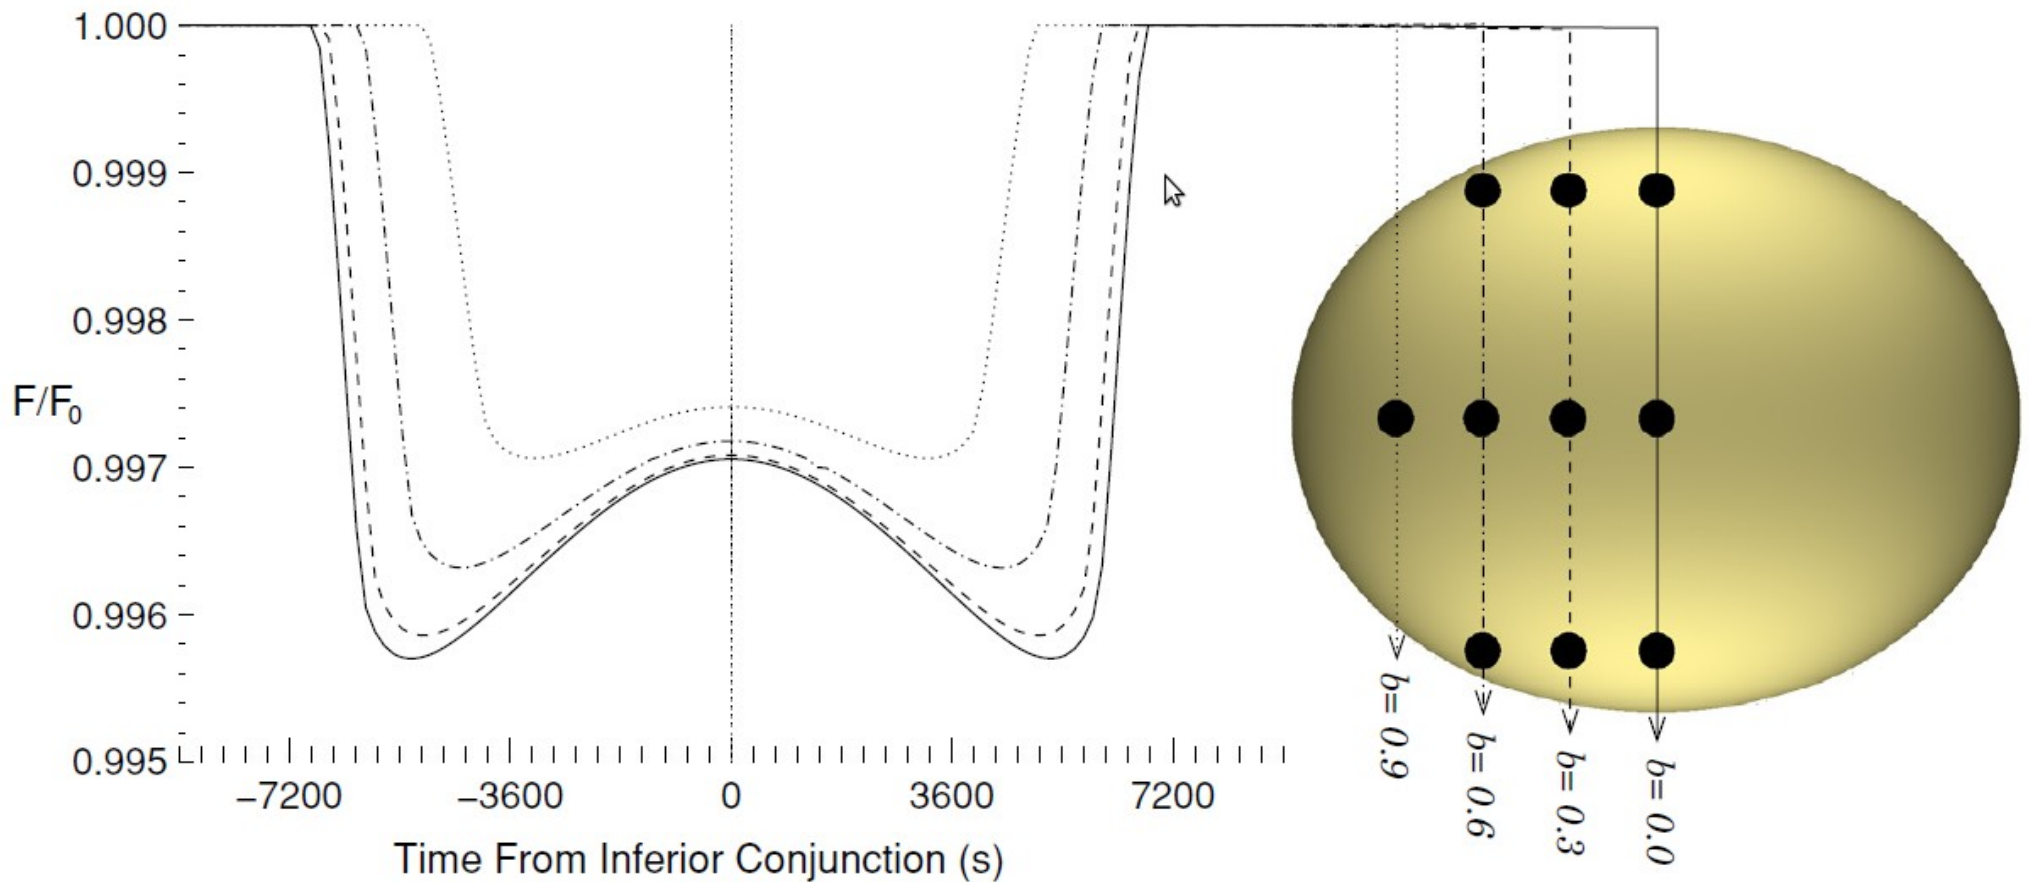 1.000
0.999
0.998
F/F₀
0.997
0.996
0.995
−7200 −3600 0 3600 7200
Time From Inferior Conjunction (s)
b= 0.9
b= 0.6
b= 0.3
b= 0.0